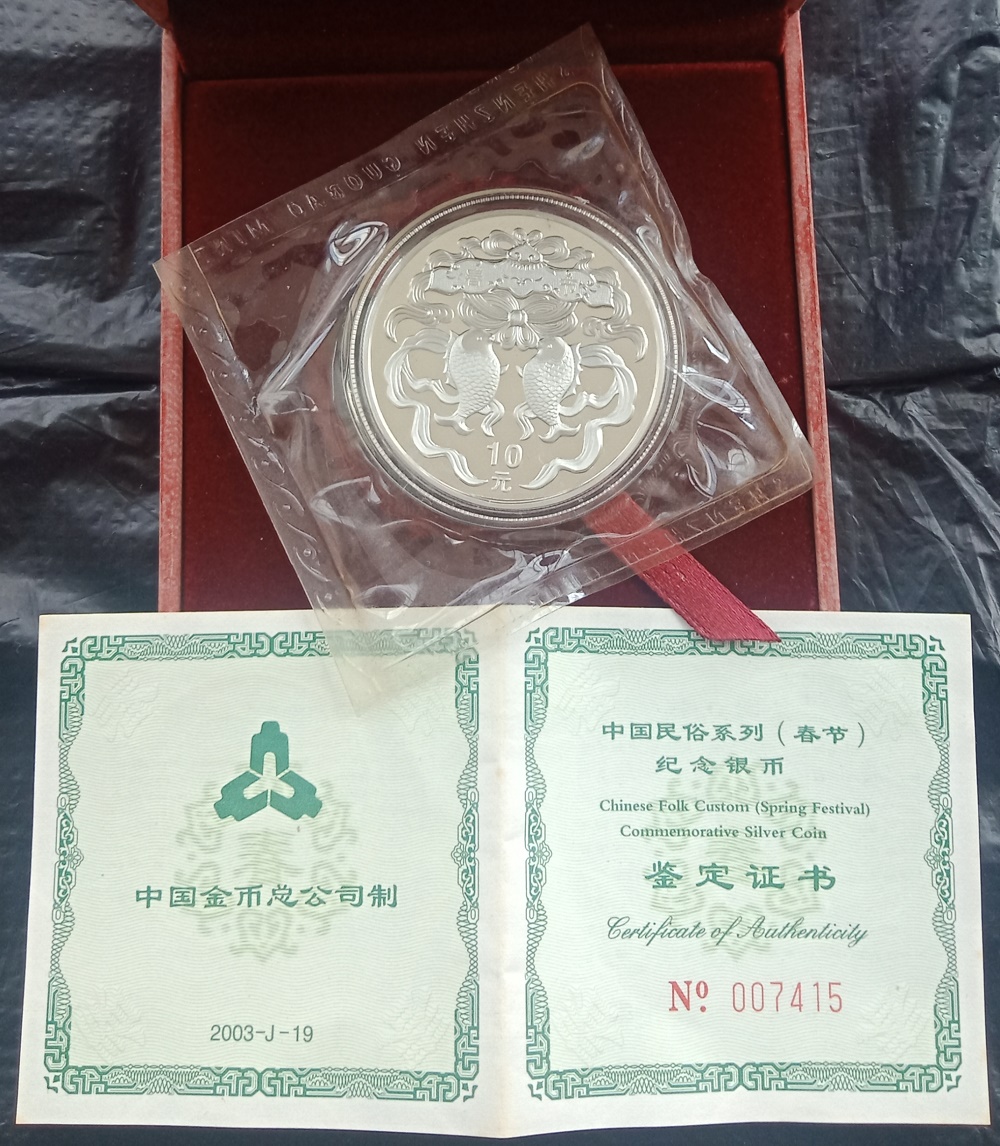 10
元
中国金币总公司制
2003-J-19
中国民俗系列（春节）
纪念银币
Chinese Folk Custom (Spring Festival)
Commemorative Silver Coin
鉴定证书
Certificate of Authenticity
Nº 007415